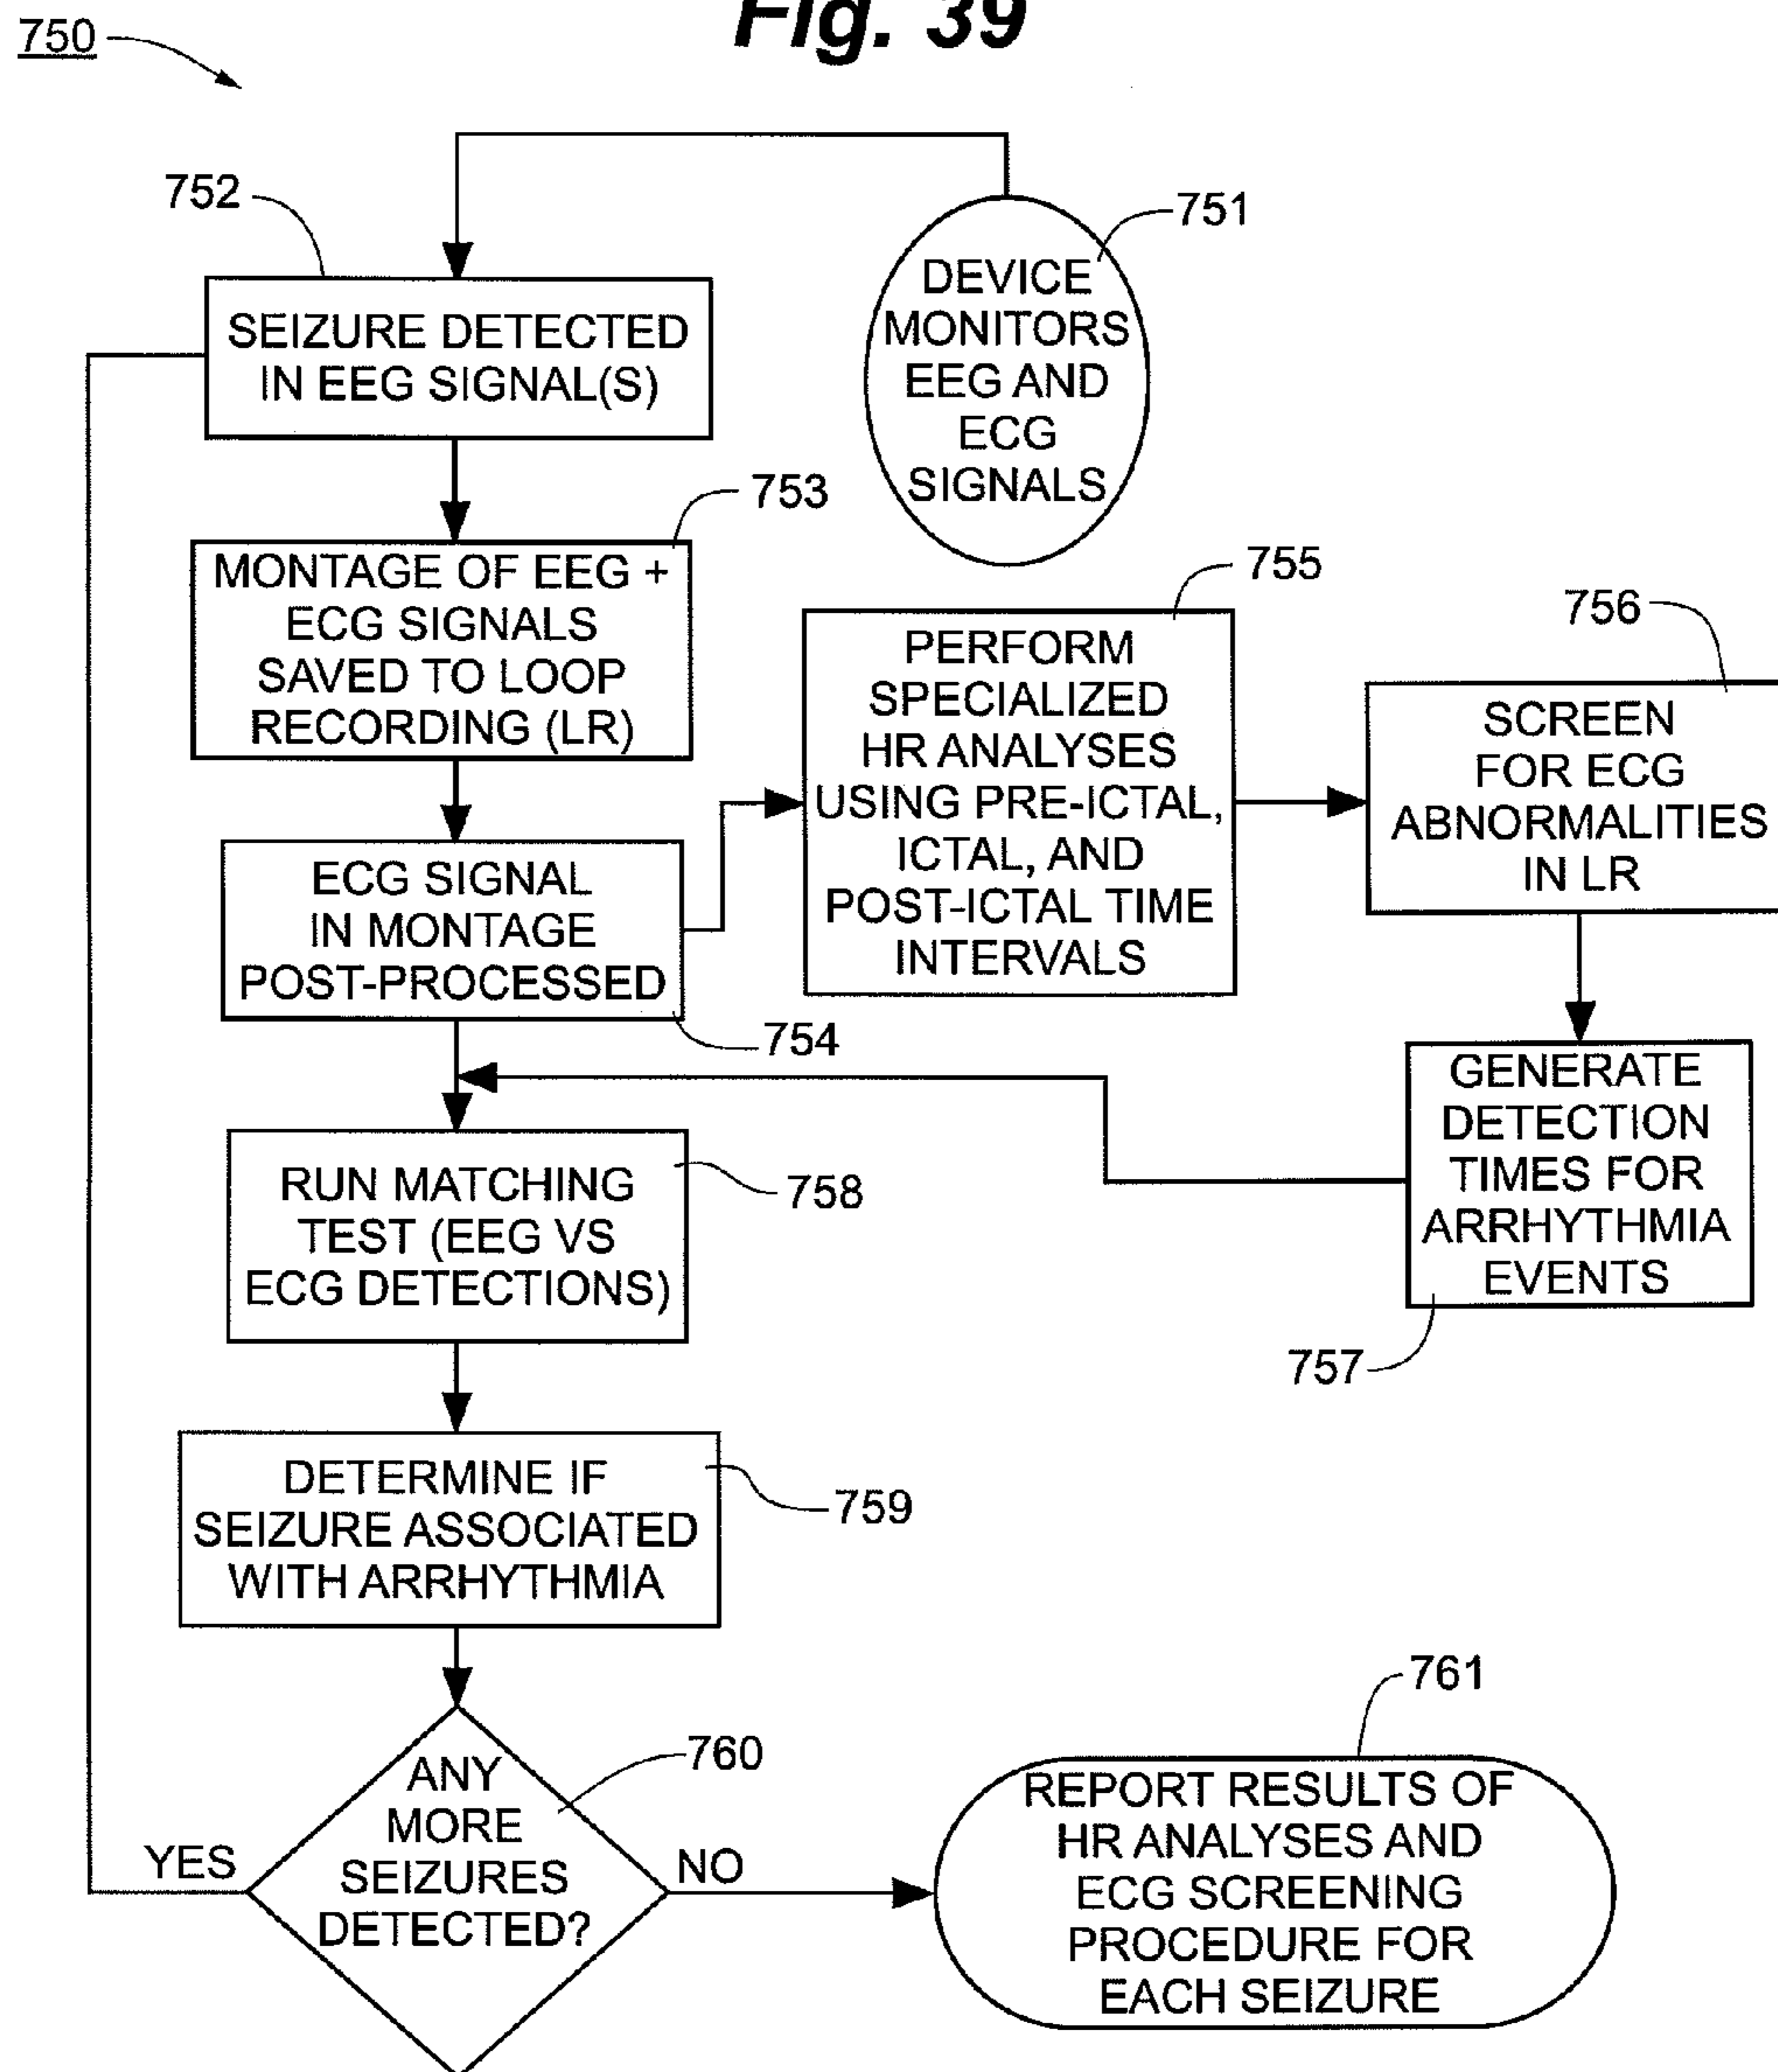 Fig. 39
750
752
751
DEVICE
MONITORS
EEG AND
ECG
SIGNALS
SEIZURE DETECTED
IN EEG SIGNAL(S)
753
MONTAGE OF EEG +
ECG SIGNALS
SAVED TO LOOP
RECORDING (LR)
755
PERFORM
SPECIALIZED
HR ANALYSES
USING PRE-ICTAL,
ICTAL, AND
POST-ICTAL TIME
INTERVALS
756
SCREEN
FOR ECG
ABNORMALITIES
IN LR
ECG SIGNAL
IN MONTAGE
POST-PROCESSED
754
GENERATE
DETECTION
TIMES FOR
ARRHYTHMIA
EVENTS
757
RUN MATCHING
TEST (EEG VS
ECG DETECTIONS)
758
DETERMINE IF
SEIZURE ASSOCIATED
WITH ARRHYTHMIA
759
ANY
MORE
SEIZURES
DETECTED?
760
YES
NO
761
REPORT RESULTS OF
HR ANALYSES AND
ECG SCREENING
PROCEDURE FOR
EACH SEIZURE